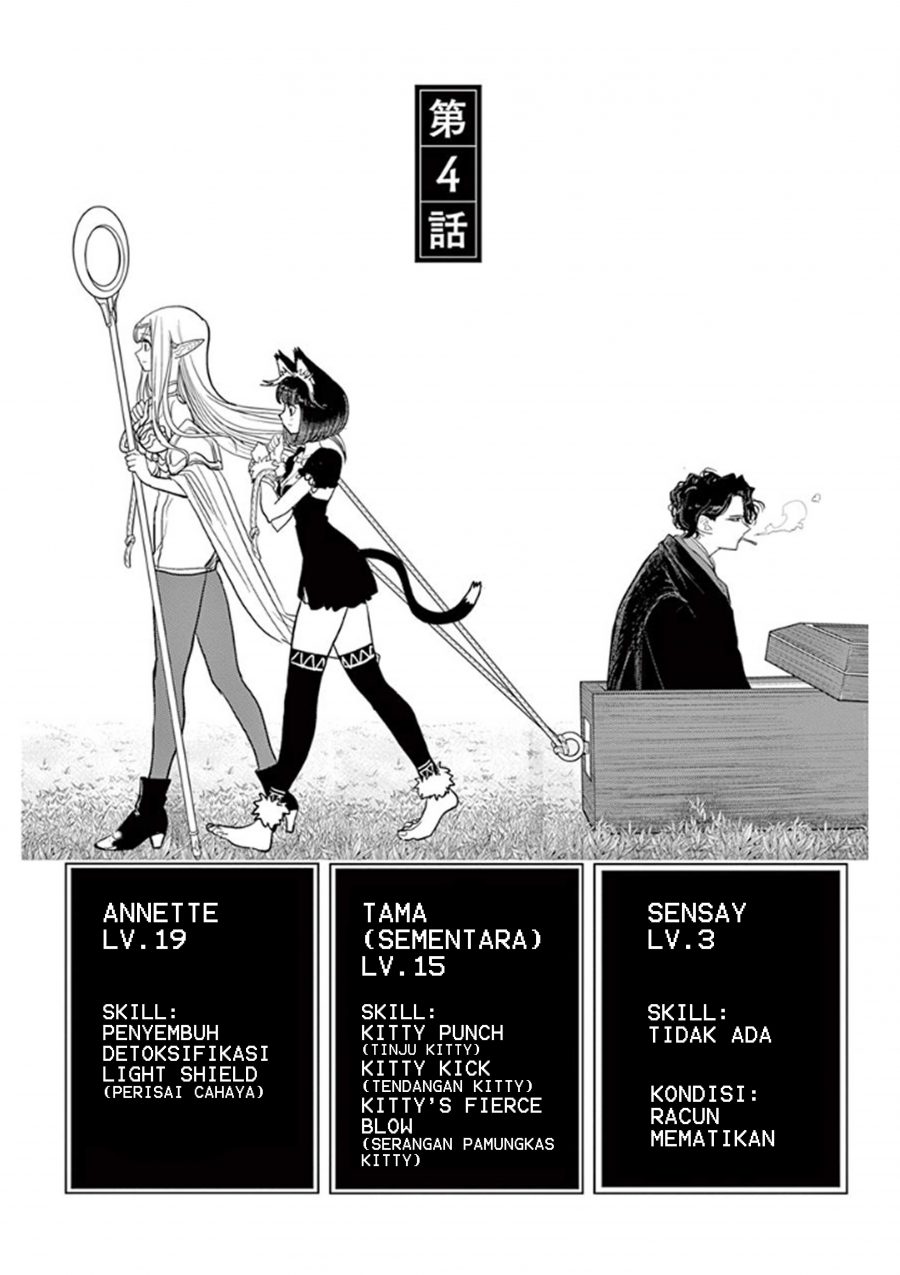 第4話
ANNETTE
LV.19
SKILL:
PENYEMBUH
DETOKSIFIKASI
LIGHT SHIELD
(PERISAI CAHAYA)
TAMA
(SEMENTARA)
LV.15
SKILL:
KITTY PUNCH
(TINJU KITTY)
KITTY KICK
(TENDANGAN KITTY)
KITTY'S FIERCE
BLOW
(SERANGAN PAMUNGKAS
KITTY)
SENSAY
LV.3
SKILL:
TIDAK ADA
KONDISI:
RACUN
MEMATIKAN